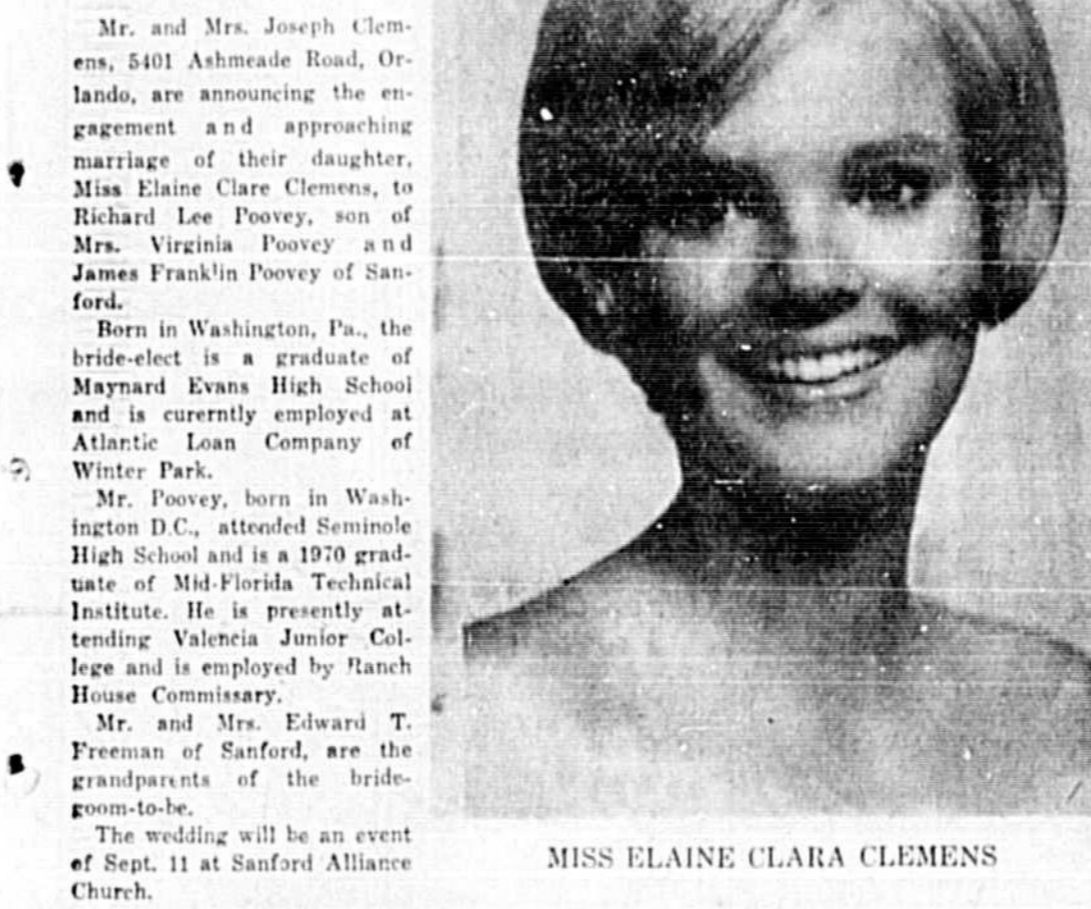 Mr. and Mrs. Joseph Clem-
ens, 5401 Ashmeade Road, Or-
lando, are announcing the en-
gagement and approaching
marriage of their daughter,
Miss Elaine Clare Clemens, to
Richard Lee Poovey, son of
Mrs. Virginia Poovey and
James Franklin Poovey of San-
ford.
Born in Washington, Pa., the
bride-elect is a graduate of
Maynard Evans High School
and is curerntly employed at
Atlantic Loan Company of
Winter Park.
Mr. Poovey, born in Wash-
ington D.C., attended Seminole
High School and is a 1970 grad-
uate of Mid-Florida Technical
Institute. He is presently at-
tending Valencia Junior Col-
lege and is employed by Ranch
House Commissary.
Mr. and Mrs. Edward T.
Freeman of Sanford, are the
grandparents of the bride-
goom-to-be.
The wedding will be an event
of Sept. 11 at Sanford Alliance
Church.
MISS ELAINE CLARA CLEMENS